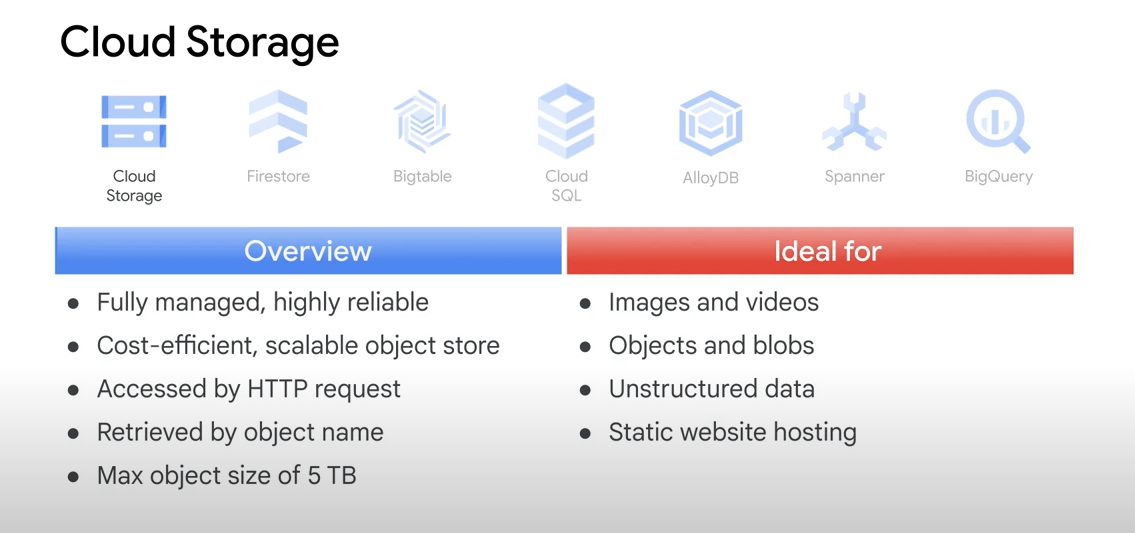 Cloud Storage
Cloud
Storage
Firestore
Bigtable
Cloud
SQL
AlloyDB
Spanner
BigQuery
Overview
Ideal for
• Fully managed, highly reliable
• Cost-efficient, scalable object store
• Accessed by HTTP request
• Retrieved by object name
• Max object size of 5 TB
• Images and videos
• Objects and blobs
• Unstructured data
• Static website hosting